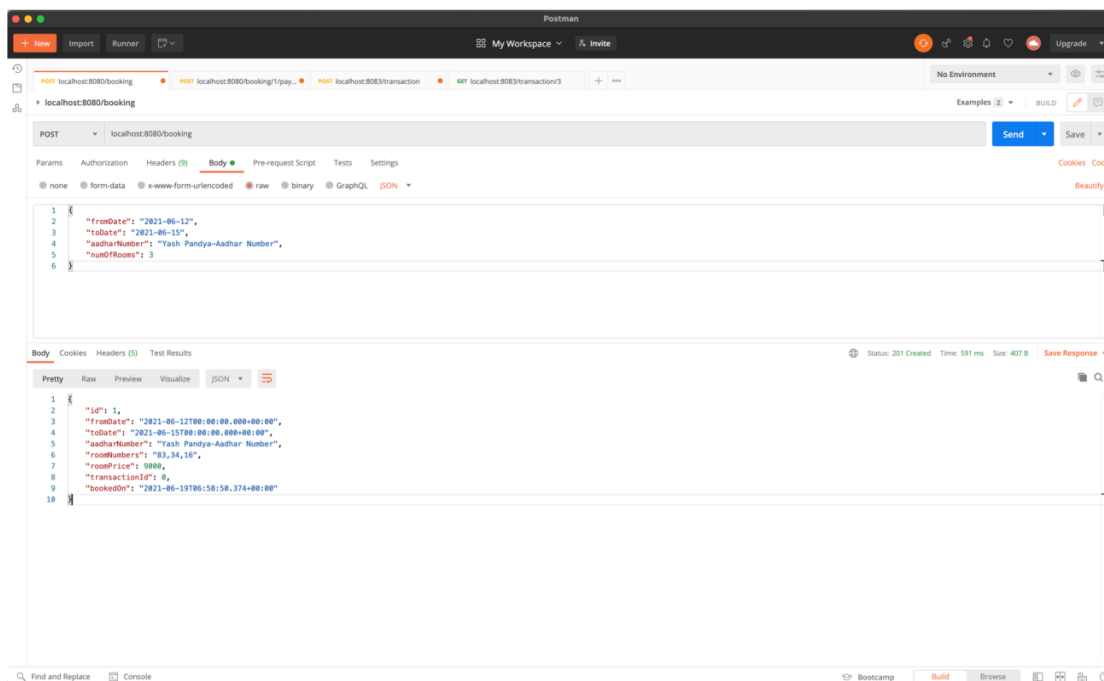 Postman
+ New Import Runner My Workspace Invite Upgrade
POST localhost:8080/booking POST localhost:8080/booking/1/pay... POST localhost:8083/transaction GET localhost:8083/transaction/3 + No Environment
localhost:8080/booking Examples 2 BUILD
POST localhost:8080/booking Send Save
Params Authorization Headers (9) Body Pre-request Script Tests Settings Cookies
none form-data x-www-form-urlencoded raw binary GraphQL JSON Beautify
1 {
2 "fromDate": "2021-06-12",
3 "toDate": "2021-06-15",
4 "aadharNumber": "Yash Pandya-Aadhar Number",
5 "numOfRooms": 3
6 }
Body Cookies Headers (5) Test Results Status: 201 Created Time: 591 ms Size: 407 B Save Response
Pretty Raw Preview Visualize JSON
1 {
2 "id": 1,
3 "fromDate": "2021-06-12T00:00:00.000+00:00",
4 "toDate": "2021-06-15T00:00:00.000+00:00",
5 "aadharNumber": "Yash Pandya-Aadhar Number",
6 "roomNumbers": "83,34,16",
7 "roomPrice": 9000,
8 "transactionId": 0,
9 "bookedOn": "2021-06-19T06:58:50.374+00:00"
10 }
Find and Replace Console Bootcamp Build Browse